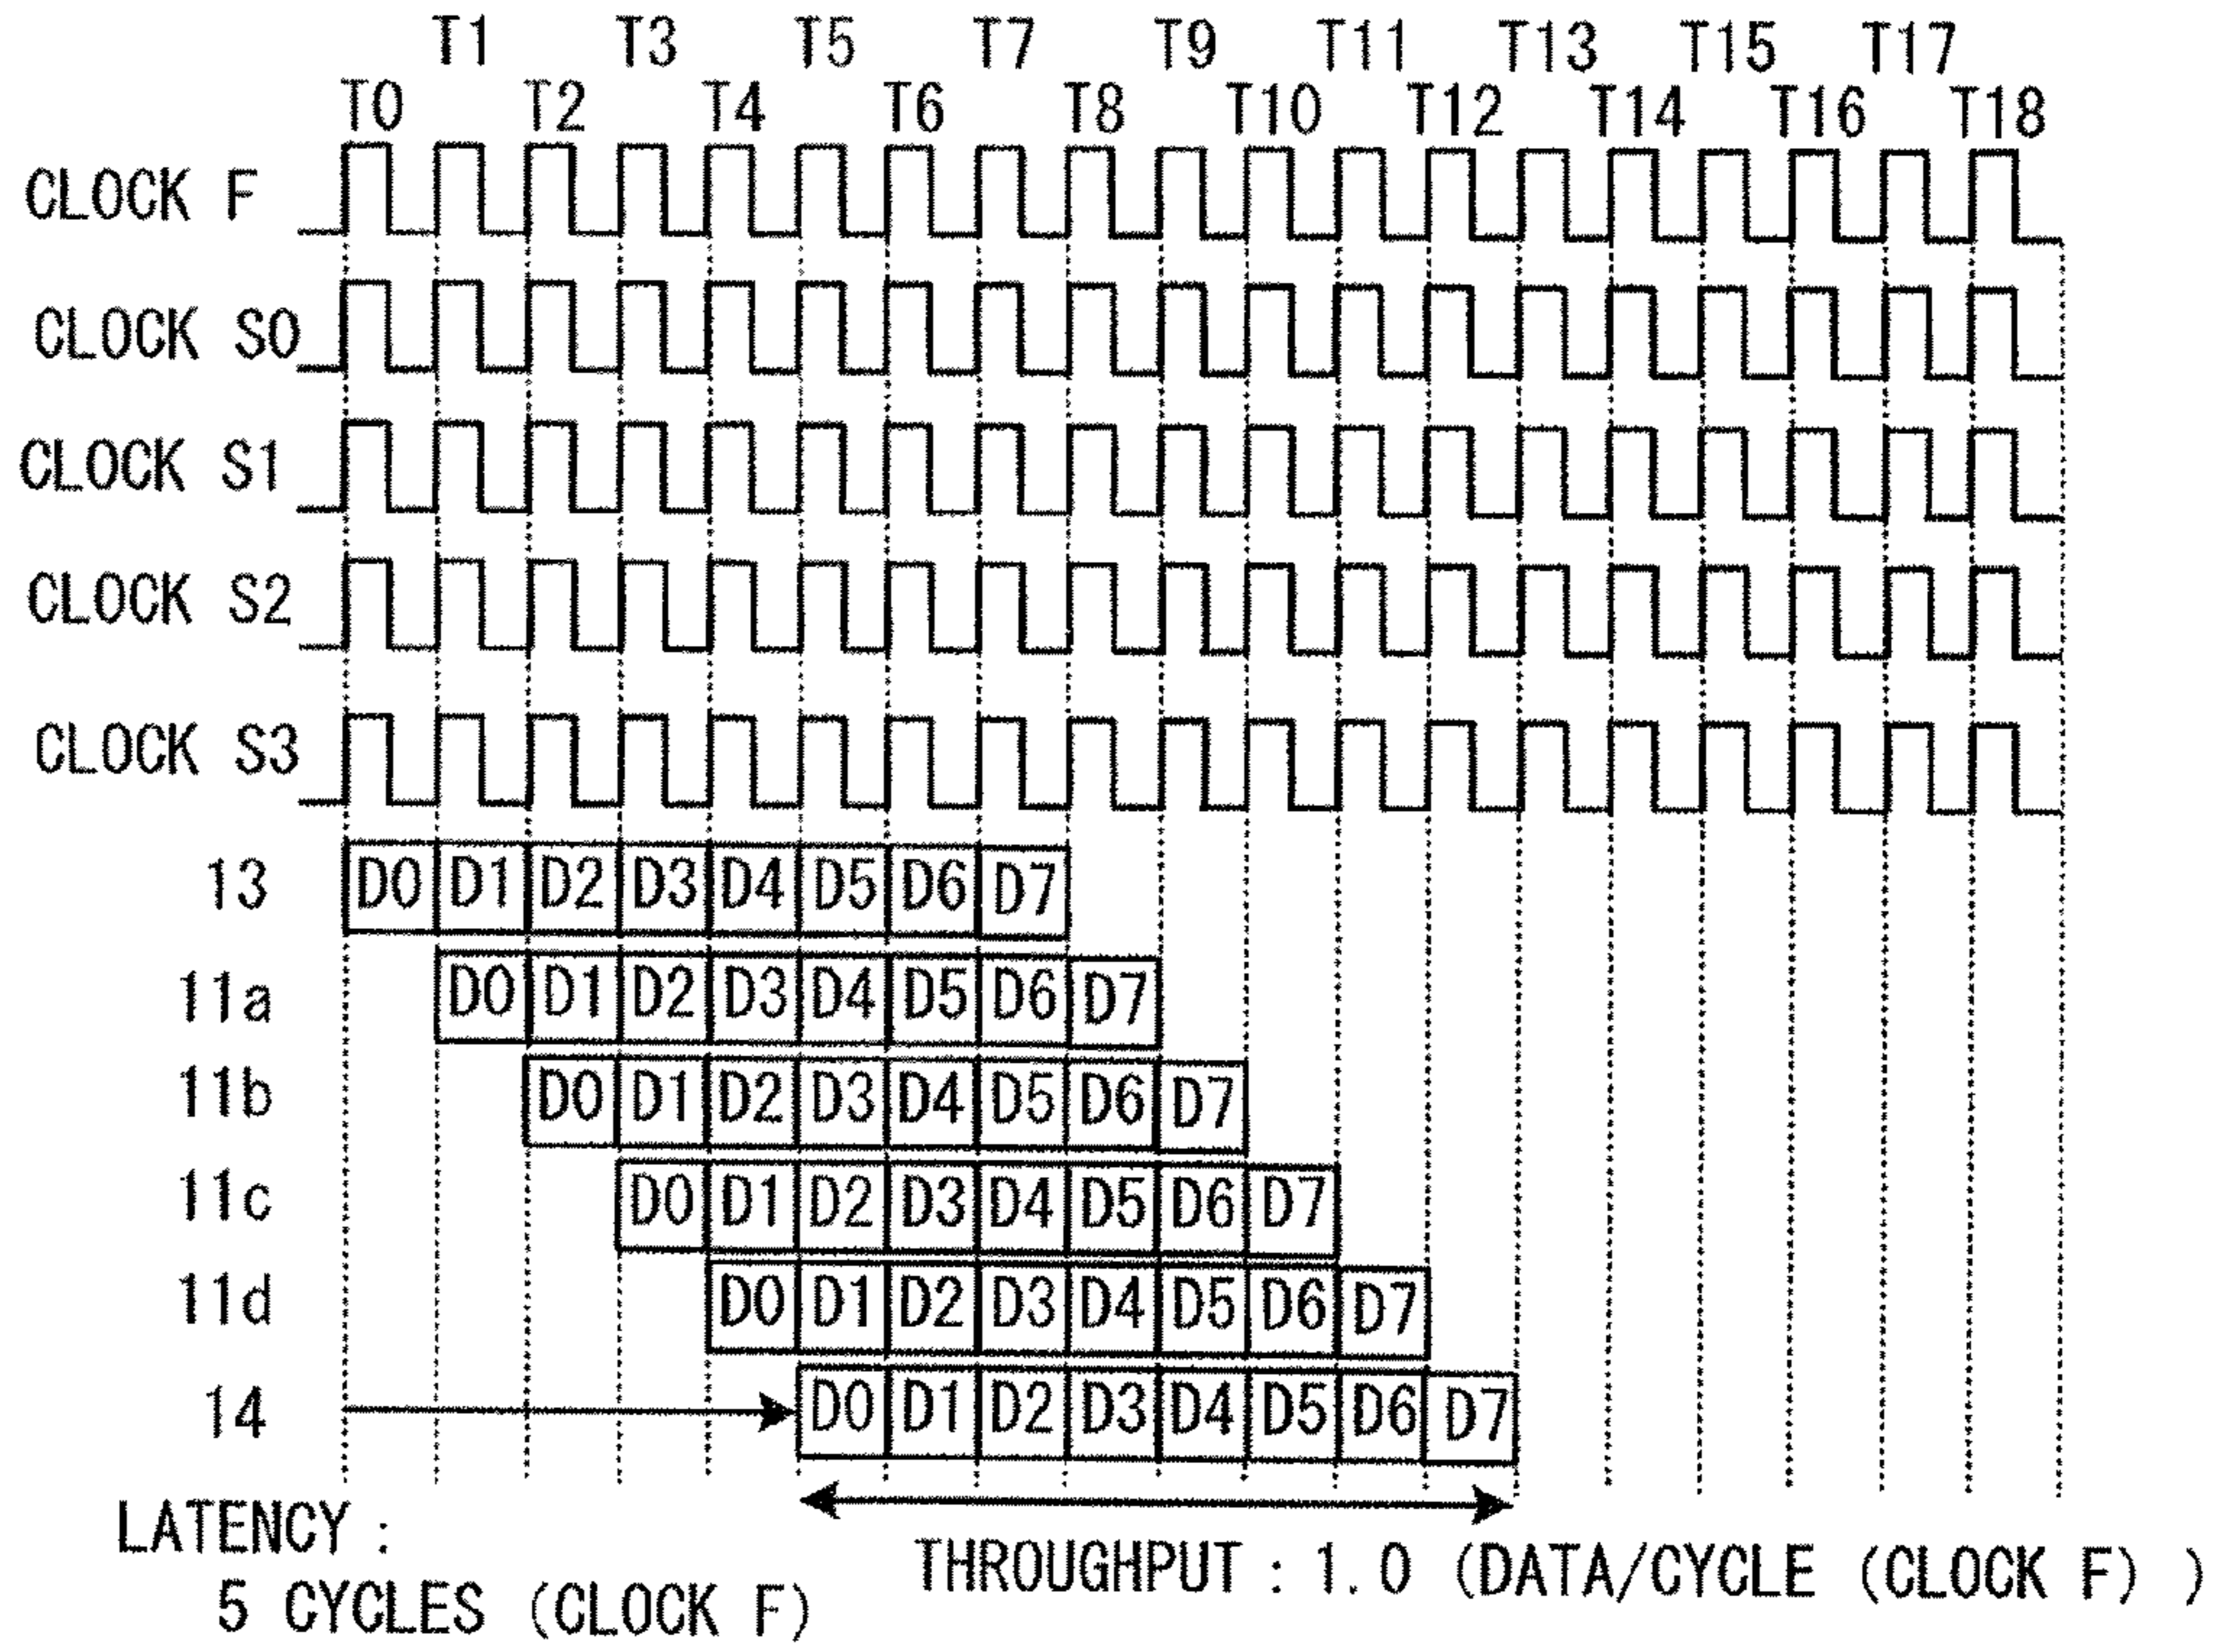 T1 T3 T5 T7 T9 T11 T13 T15 T17
T0 T2 T4 T6 T8 T10 T12 T14 T16 T18
CLOCK F
CLOCK S0
CLOCK S1
CLOCK S2
CLOCK S3
13 D0 D1 D2 D3 D4 D5 D6 D7
11a D0 D1 D2 D3 D4 D5 D6 D7
11b D0 D1 D2 D3 D4 D5 D6 D7
11c D0 D1 D2 D3 D4 D5 D6 D7
11d D0 D1 D2 D3 D4 D5 D6 D7
14 D0 D1 D2 D3 D4 D5 D6 D7
LATENCY :
5 CYCLES (CLOCK F)
THROUGHPUT : 1.0 (DATA/CYCLE (CLOCK F) )